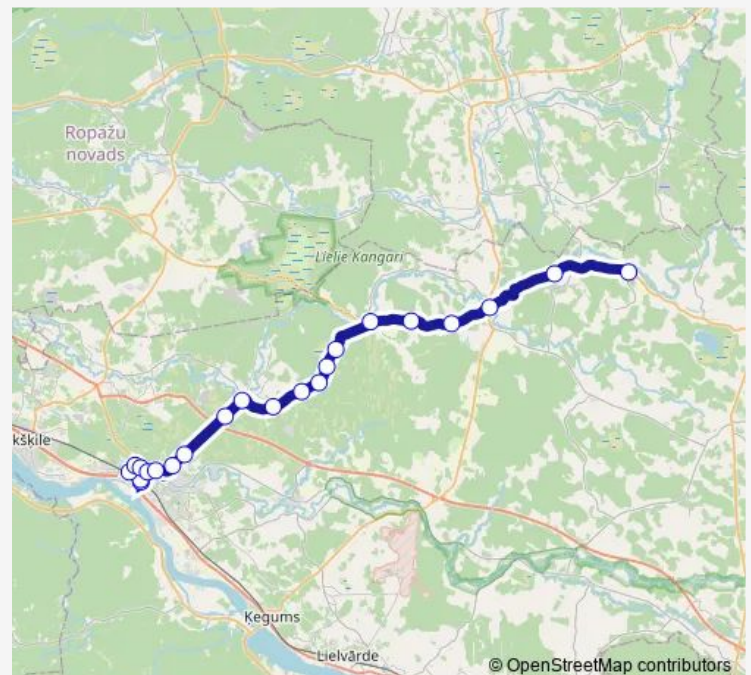 Ropažu
novads
Lielie Kangari
kšķile
Ķegums
Lielvārde
© OpenStreetMap contributors